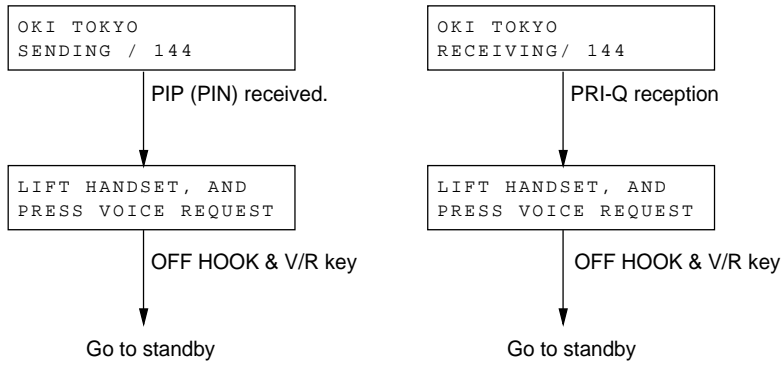 OKI TOKYO
SENDING / 144
PIP (PIN) received.
LIFT HANDSET, AND
PRESS VOICE REQUEST
OFF HOOK & V/R key
Go to standby
OKI TOKYO
RECEIVING/ 144
PRI-Q reception
LIFT HANDSET, AND
PRESS VOICE REQUEST
OFF HOOK & V/R key
Go to standby